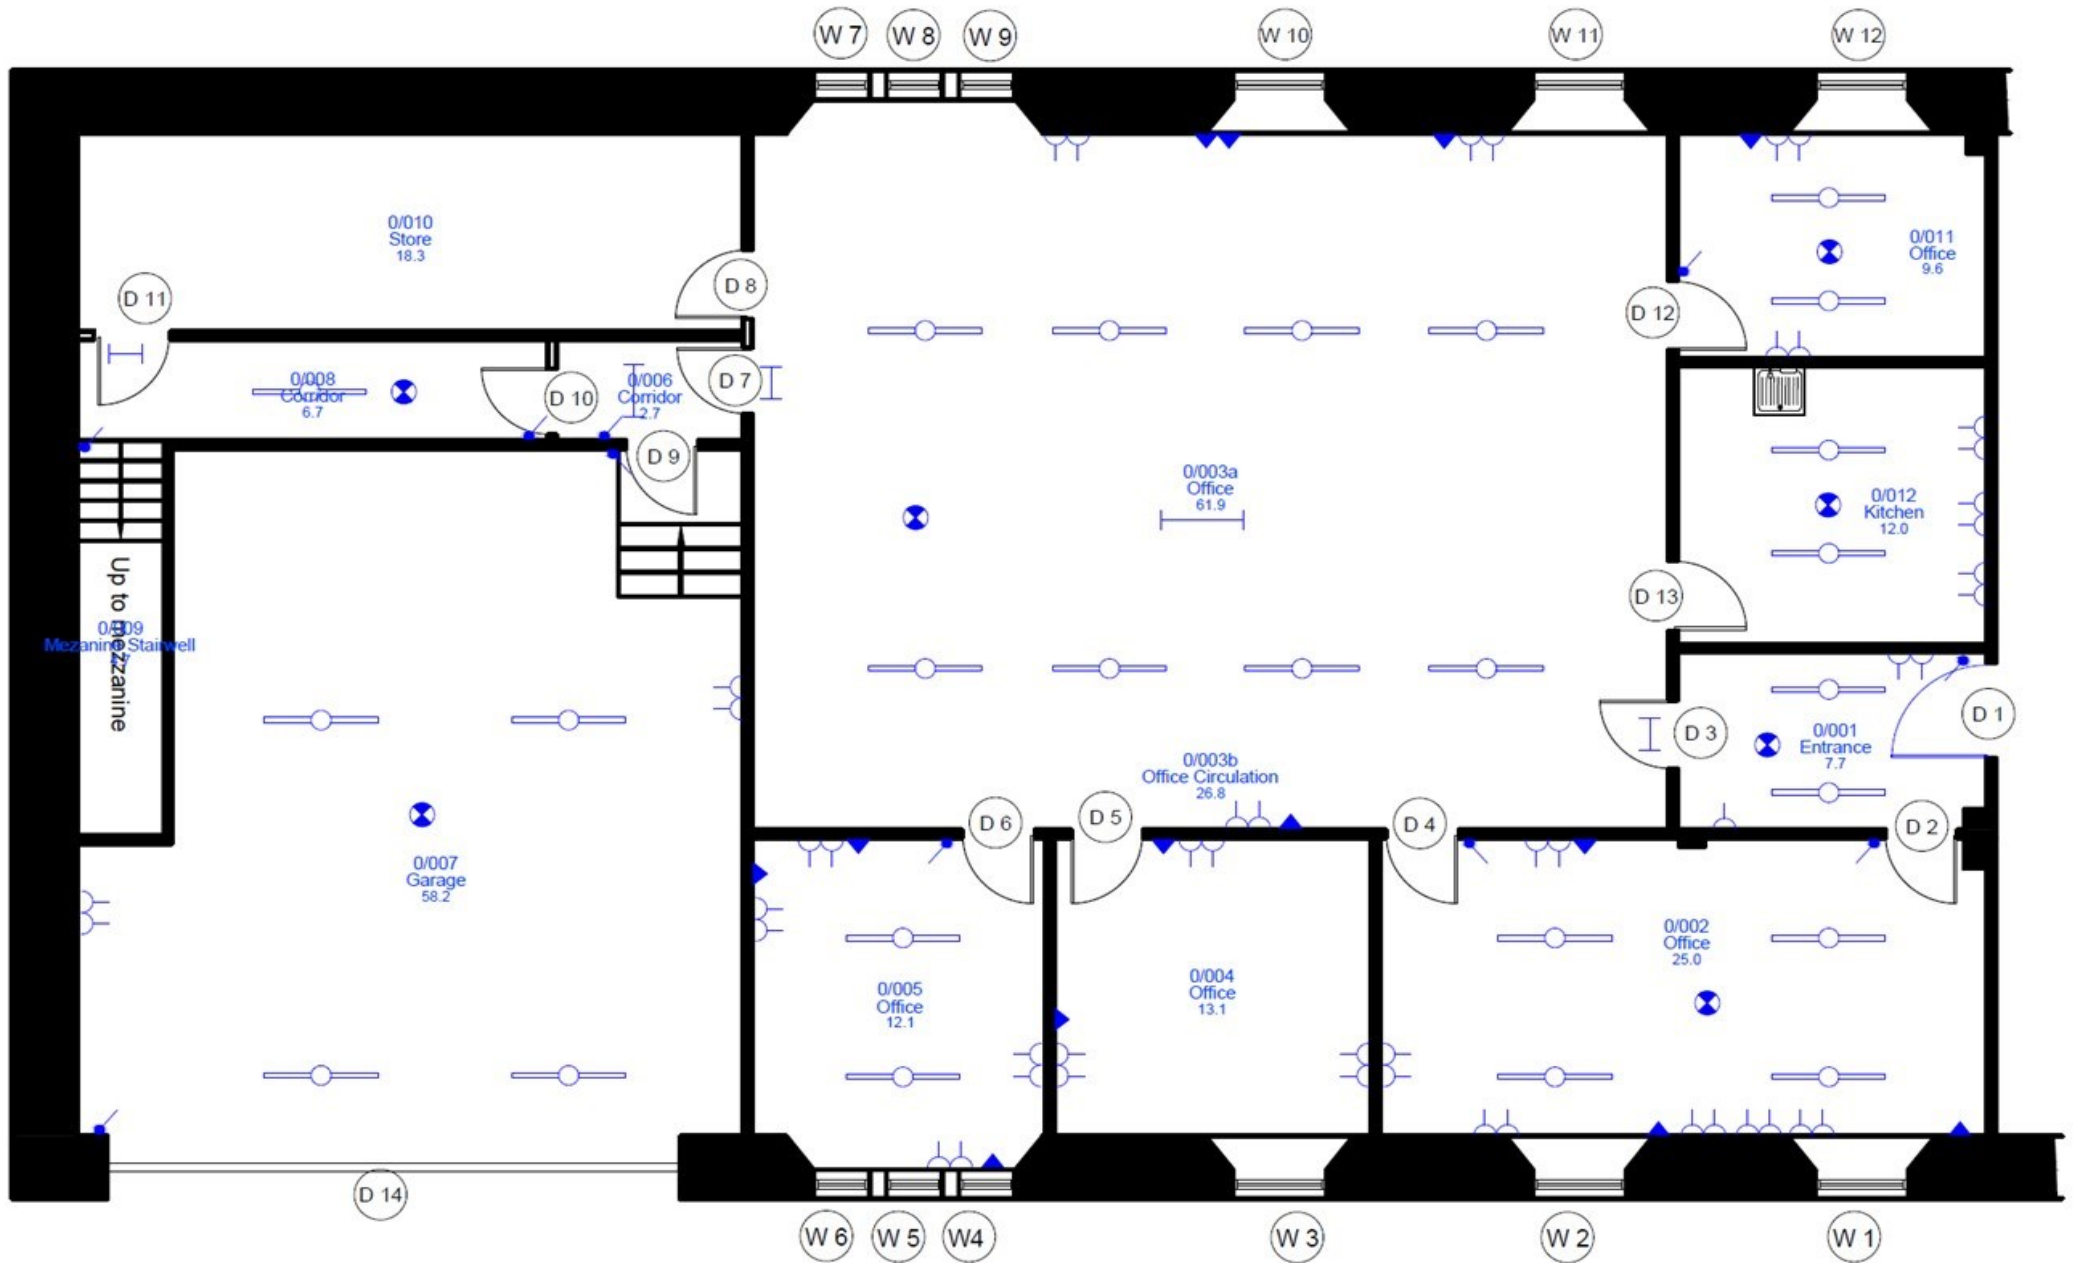 W 7
W 8
W 9
W 10
W 11
W 12
0/010
Store
18.3
D 11
D 8
D 12
0/011
Office
9.6
0/008
Corridor
6.7
D 10
0/006
Corridor
2.7
D 7
D 9
0/003a
Office
61.9
0/012
Kitchen
12.0
D 13
Up to mezzanine
0/009
Mezanine Stairwell
D 3
0/001
Entrance
7.7
D 1
0/003b
Office Circulation
26.8
D 6
D 5
D 4
D 2
0/007
Garage
58.2
0/005
Office
12.1
0/004
Office
13.1
0/002
Office
25.0
D 14
W 6
W 5
W4
W 3
W 2
W 1